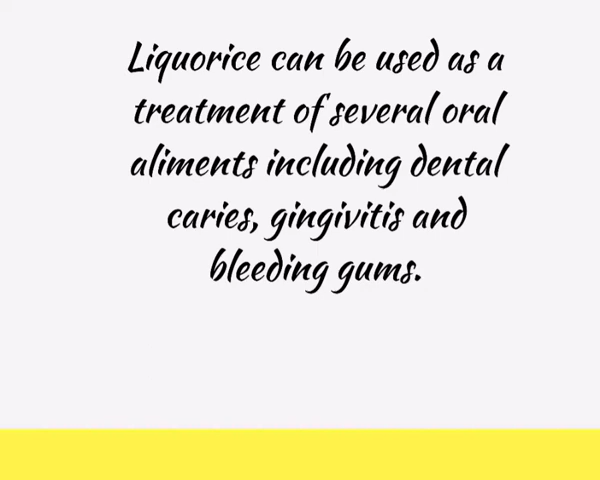 Liquorice can be used as a
treatment of several oral
aliments including dental
caries, gingivitis and
bleeding gums.